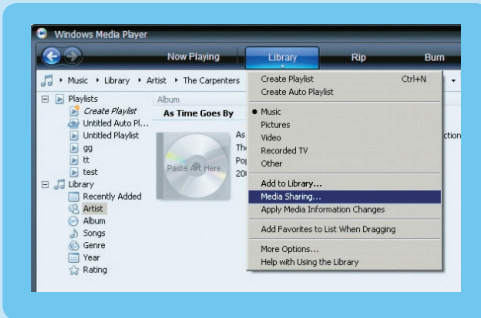 Windows Media Player
Now Playing Library Rip Burn
Music Library Artist The Carpenters
Playlists
Create Playlist
Untitled Auto Pl...
Untitled Playlist
gg
tt
test
Library
Recently Added
Artist
Album
Songs
Genre
Year
Rating
Album
As Time Goes By
Paste Art Here
As
The
Pop
200
Create Playlist Ctrl+N
Create Auto Playlist
Music
Pictures
Video
Recorded TV
Other
Add to Library...
Media Sharing...
Apply Media Information Changes
Add Favorites to List When Dragging
More Options...
Help with Using the Library
ction